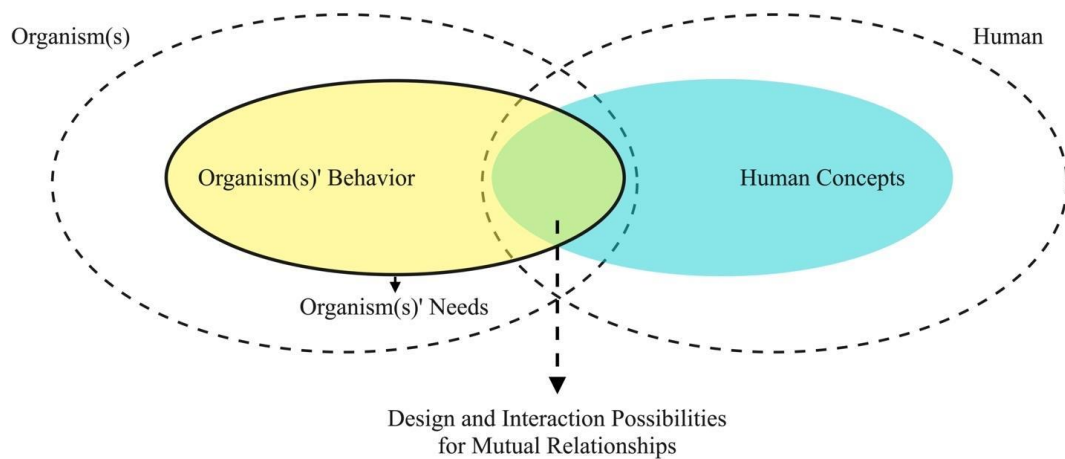 Organism(s)
Human
Organism(s)' Behavior
Human Concepts
Organism(s)' Needs
Design and Interaction Possibilities
for Mutual Relationships